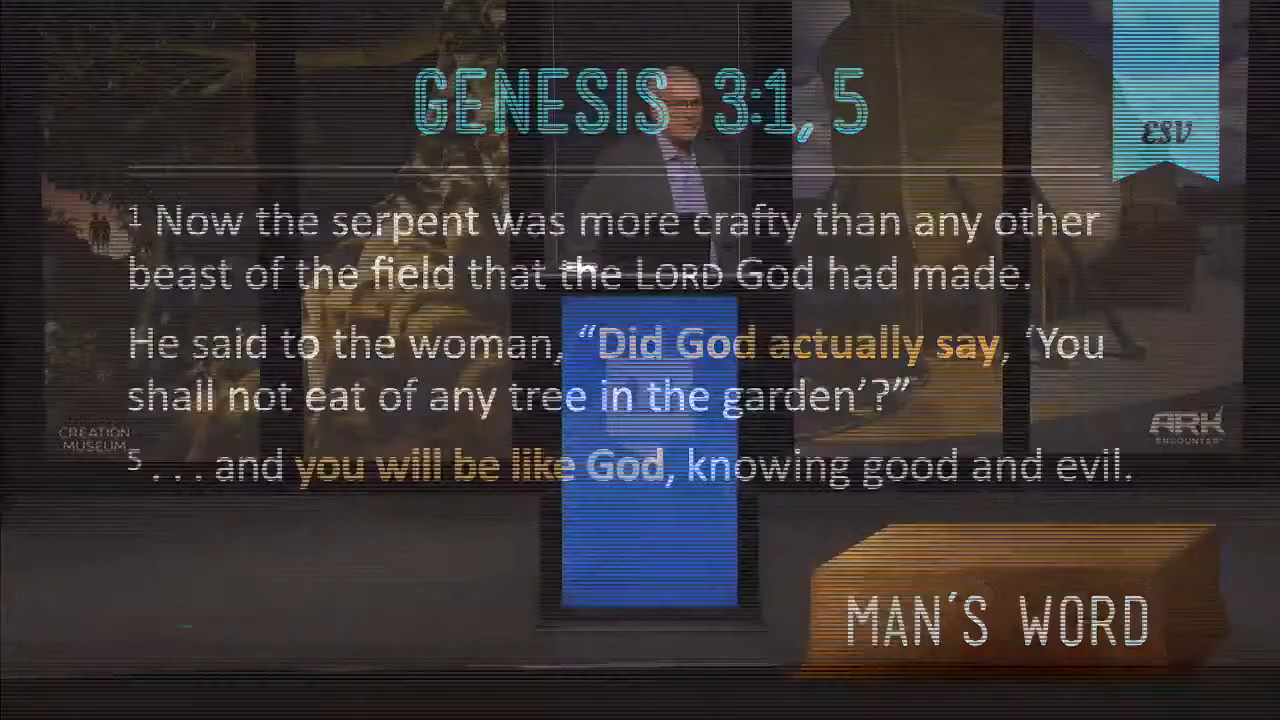 GENESIS 3:1, 5
ESV
1 Now the serpent was more crafty than any other
beast of the field that the LORD God had made.
He said to the woman, “Did God actually say, ‘You
shall not eat of any tree in the garden’?”
5 . . . and you will be like God, knowing good and evil.
CREATION
MUSEUM
ARK
ENCOUNTER
MAN'S WORD